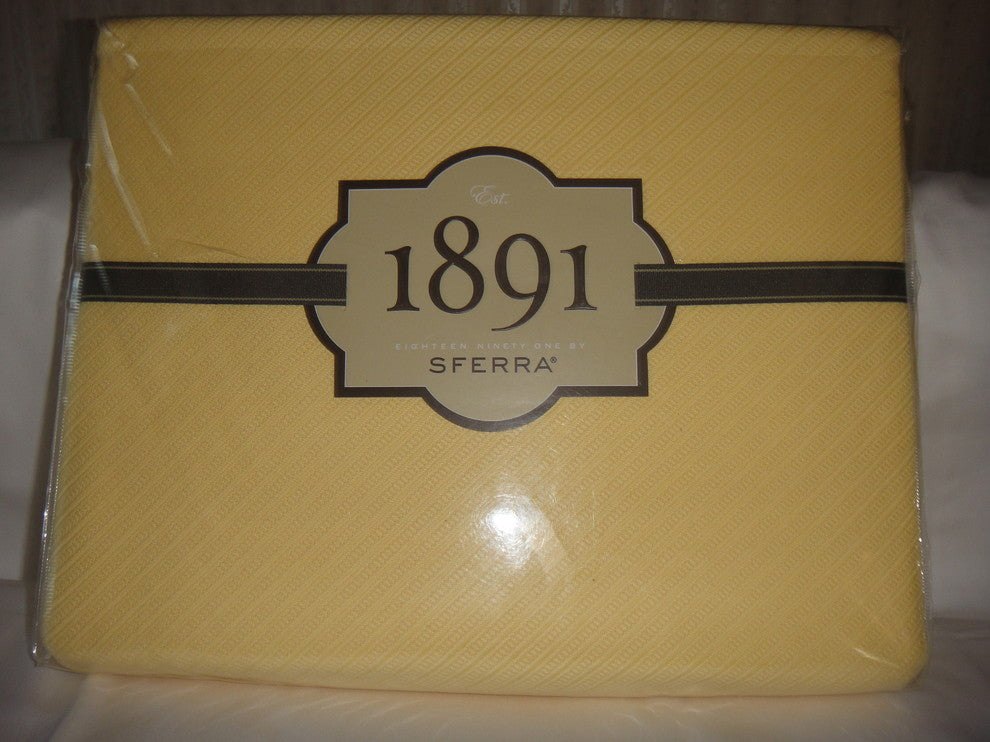 Est.
1891
EIGHTEEN NINETY ONE BY
SFERRA®